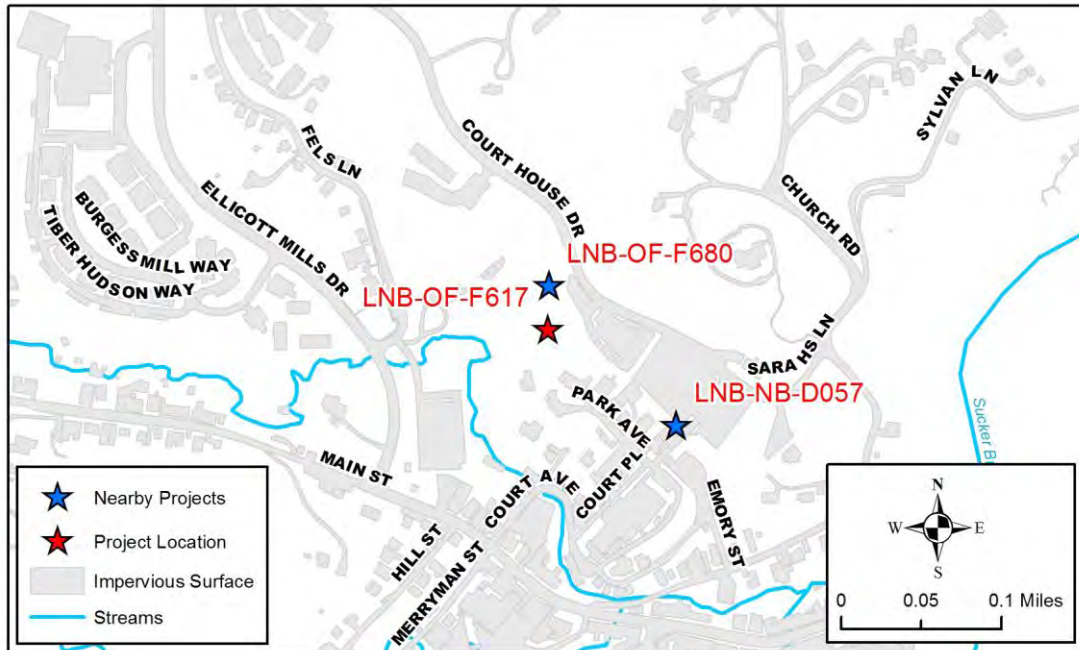 SYLVAN LN
COURT HOUSE DR
FELS LN
CHURCH RD
ELLICOTT MILLS DR
BURGESS MILL WAY
TIBER HUDSON WAY
LNB-OF-F680
LNB-OF-F617
SARAHS LN
LNB-NB-D057
PARK AVE
Sucker
COURT PL
MAIN ST
COURT AVE
EMORY ST
HILL ST
MERRYMAN ST
Nearby Projects
Project Location
Impervious Surface
Streams
N
W E
S
0 0.05 0.1 Miles